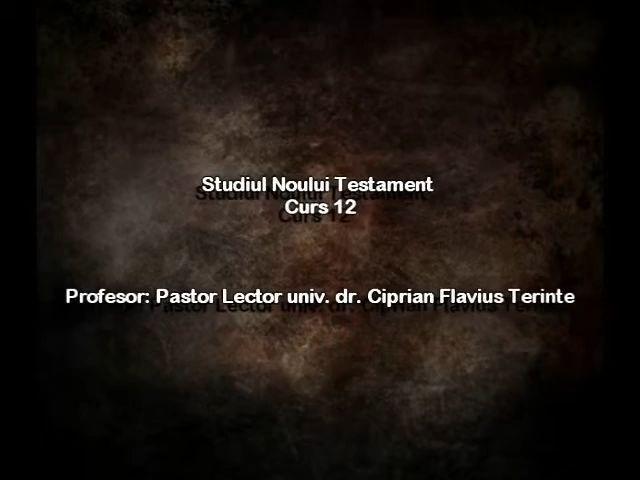 Studiul Noului Testament
Curs 12
Profesor: Pastor Lector univ. dr. Ciprian Flavius Terinte